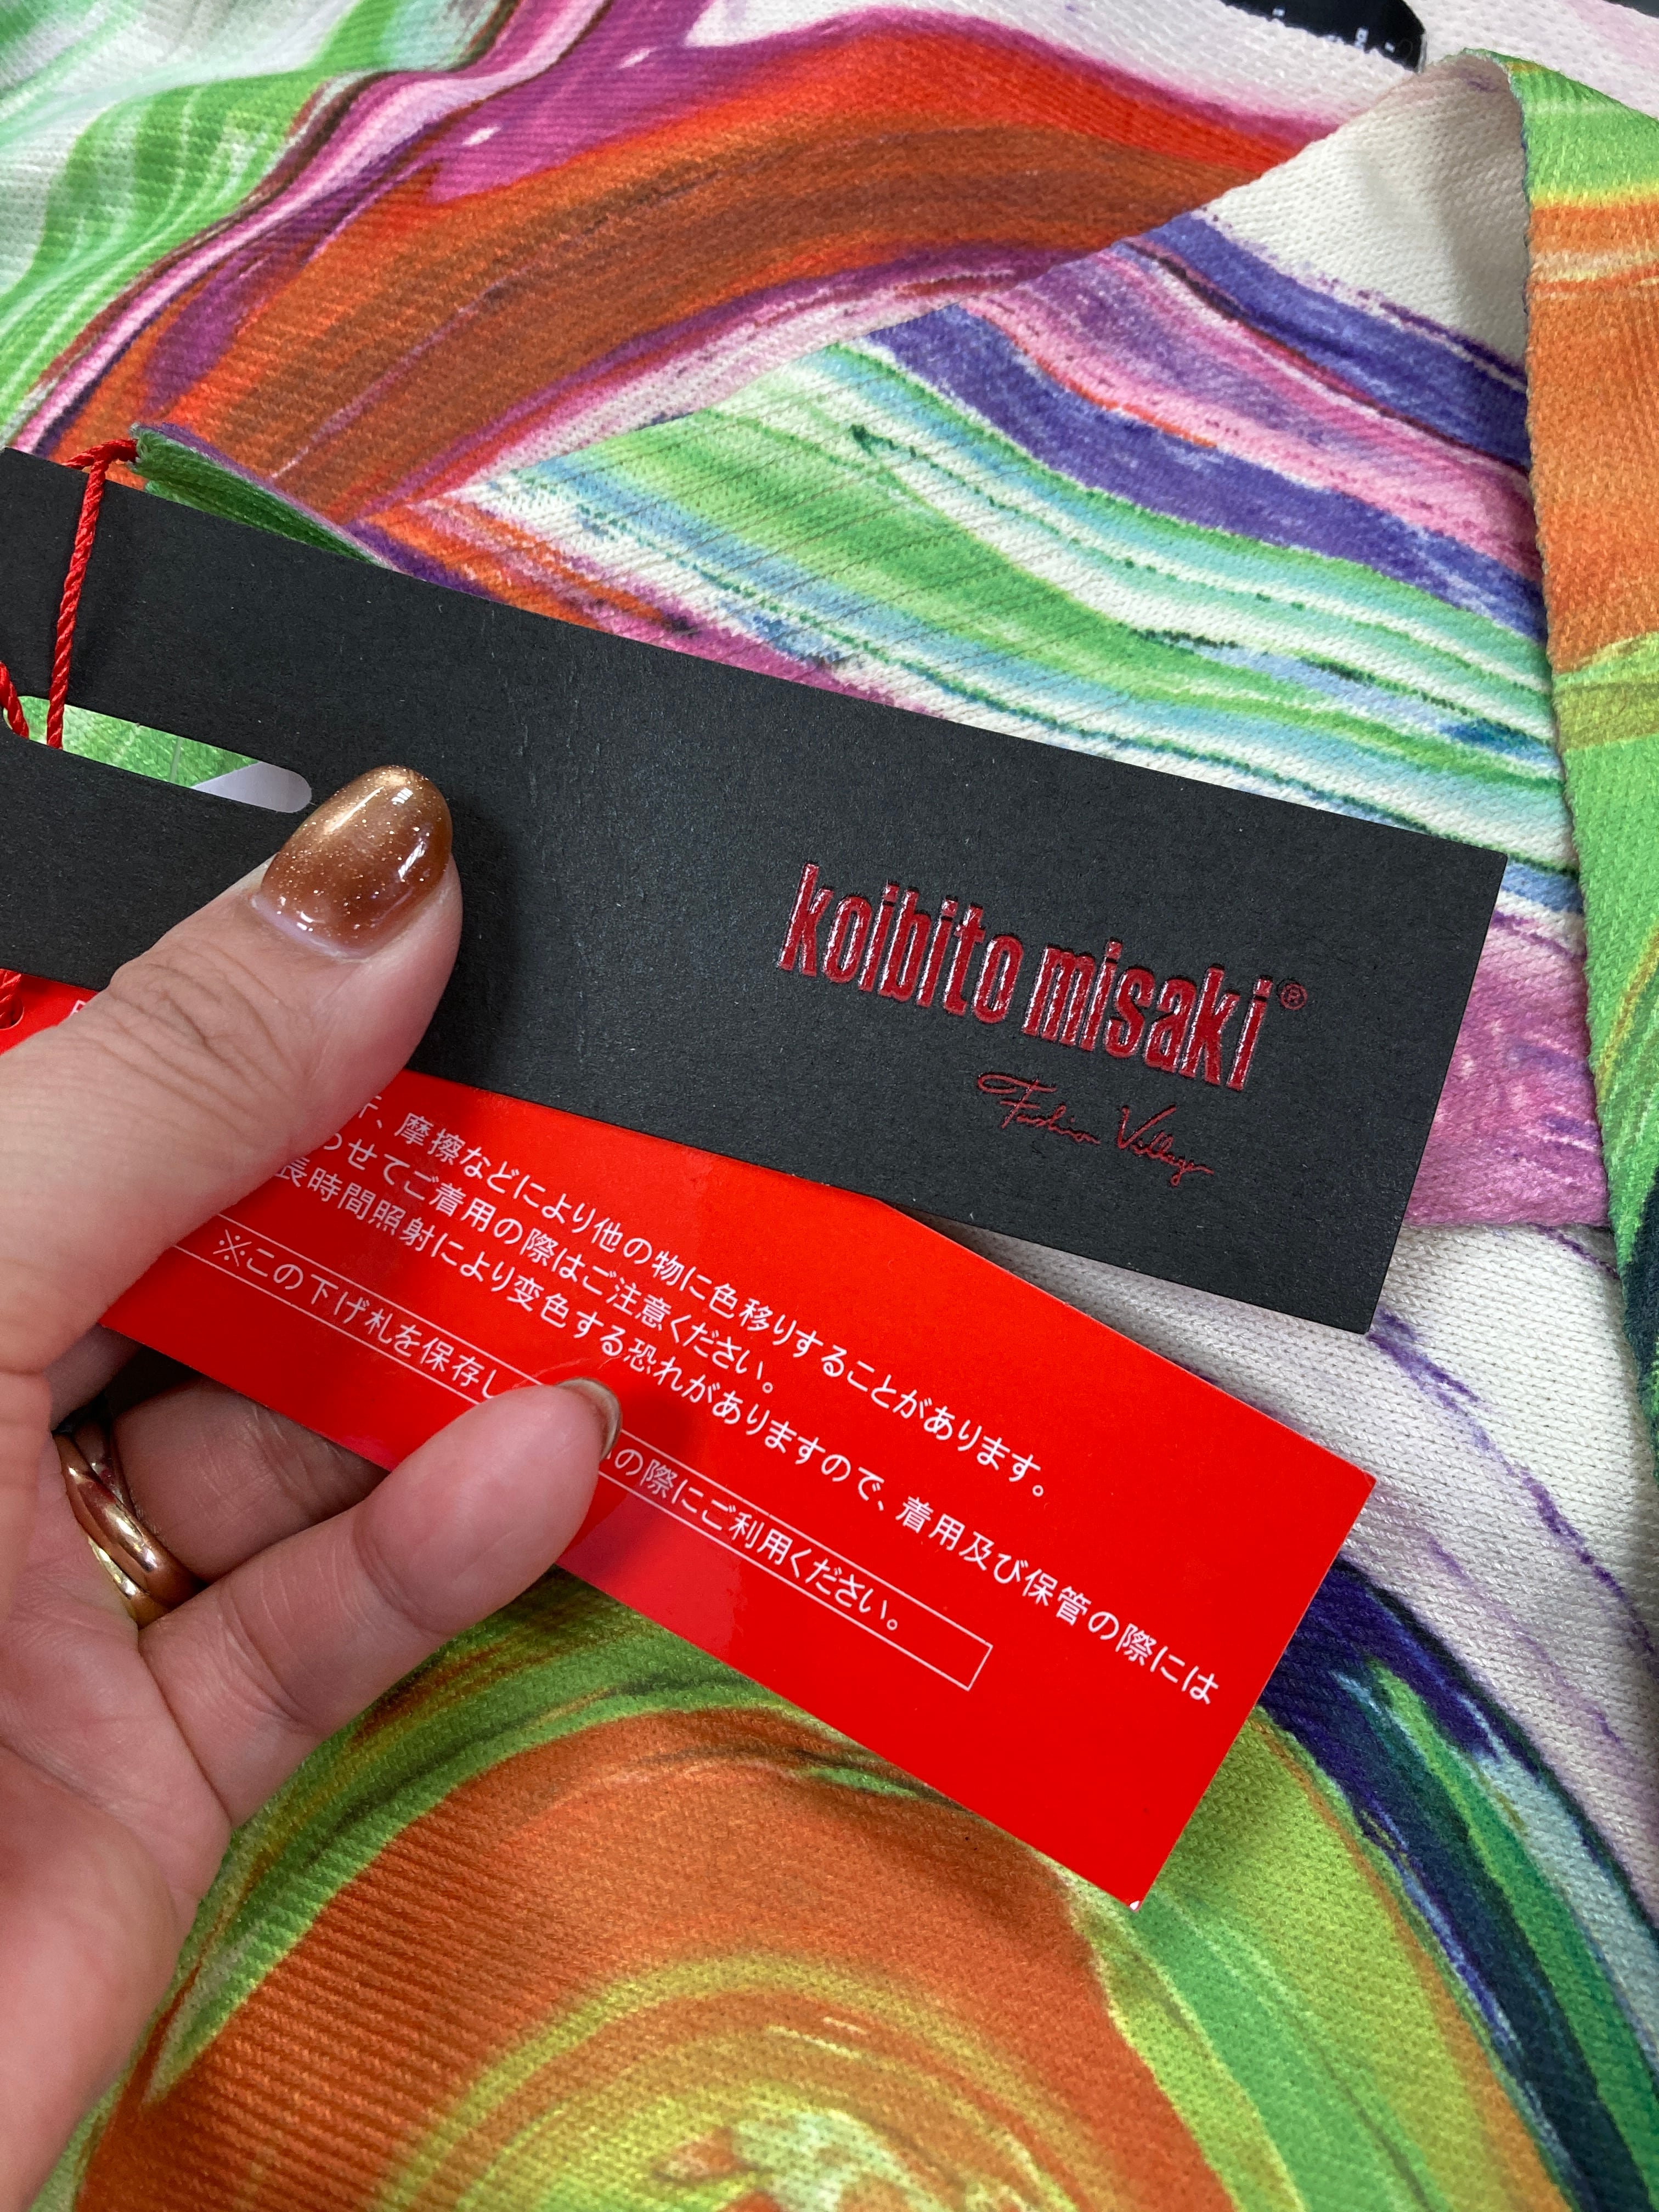 koibito misaki®
Fashion Village
、摩擦などにより他の物に色移りすることがあります。
わせてご着用の際はご注意ください。
長時間照射により変色する恐れがありますので、着用及び保管の際には
※この下げ札を保存し
の際にご利用ください。